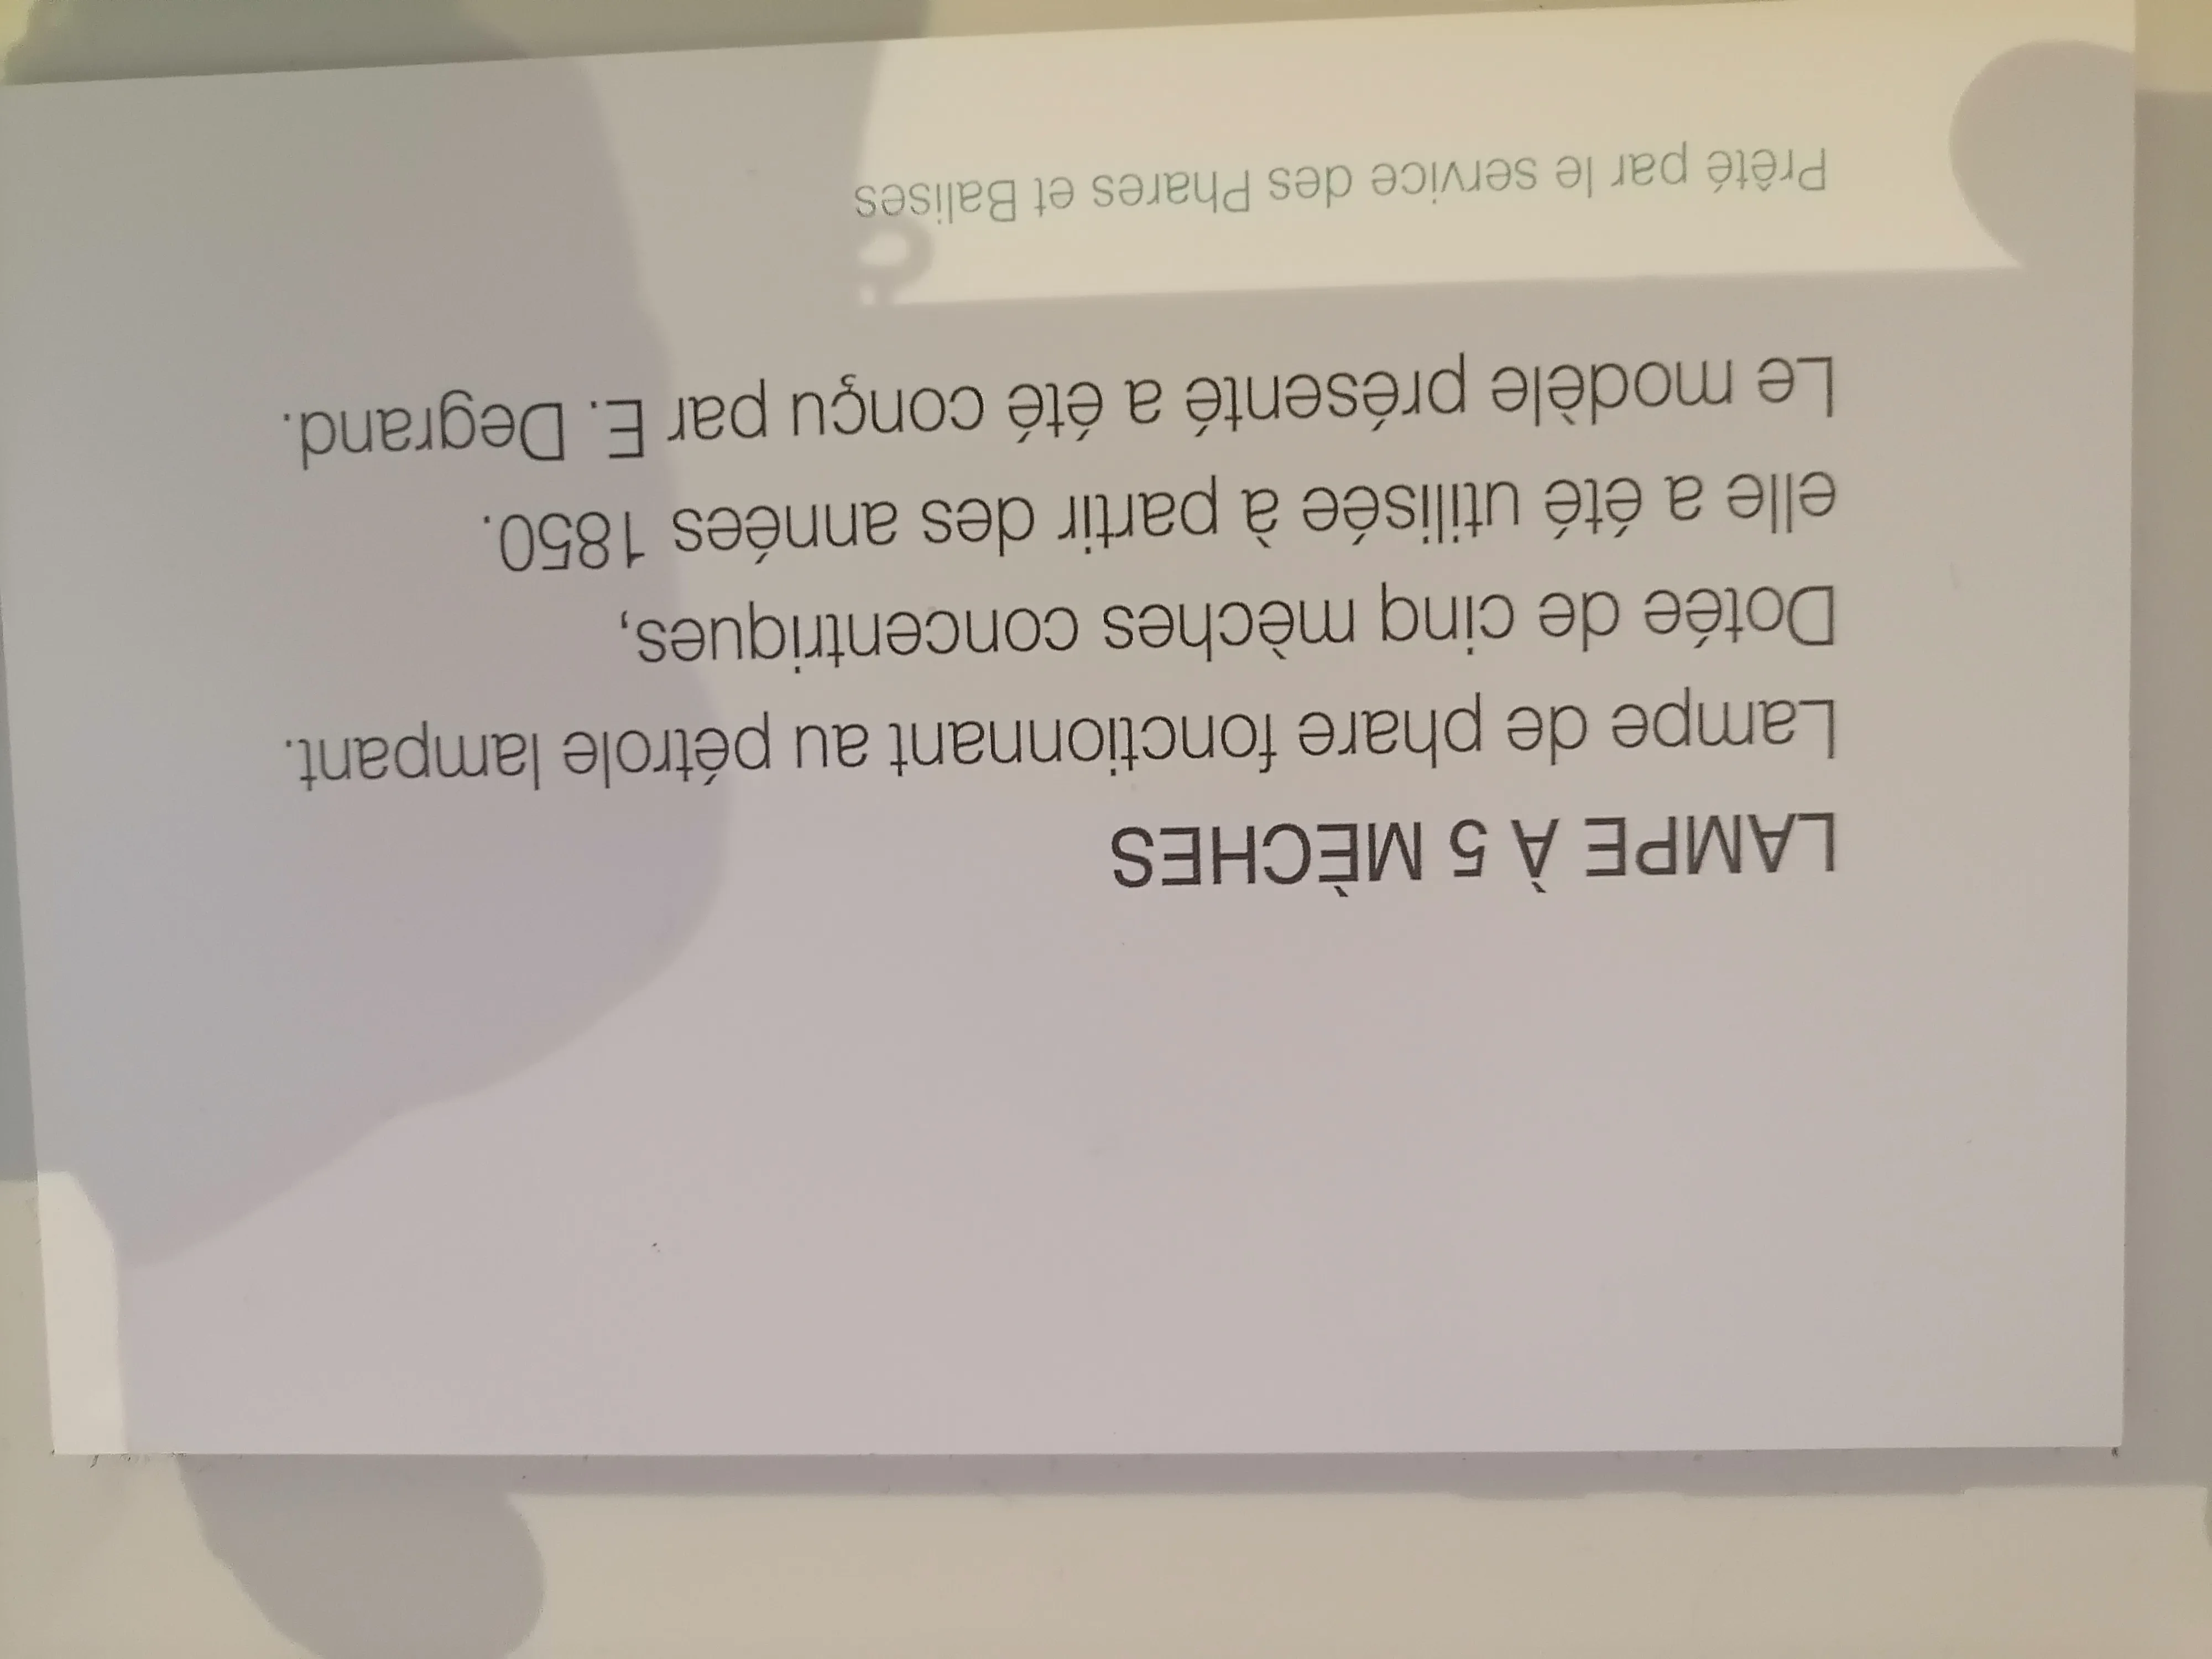 LAMPE À 5 MÈCHES
Lampe de phare fonctionnant au pétrole lampant.
Dotée de cinq mèches concentriques,
elle a été utilisée à partir des années 1850.
Le modèle présenté a été conçu par E. Degrand.
Prêté par le service des Phares et Balises